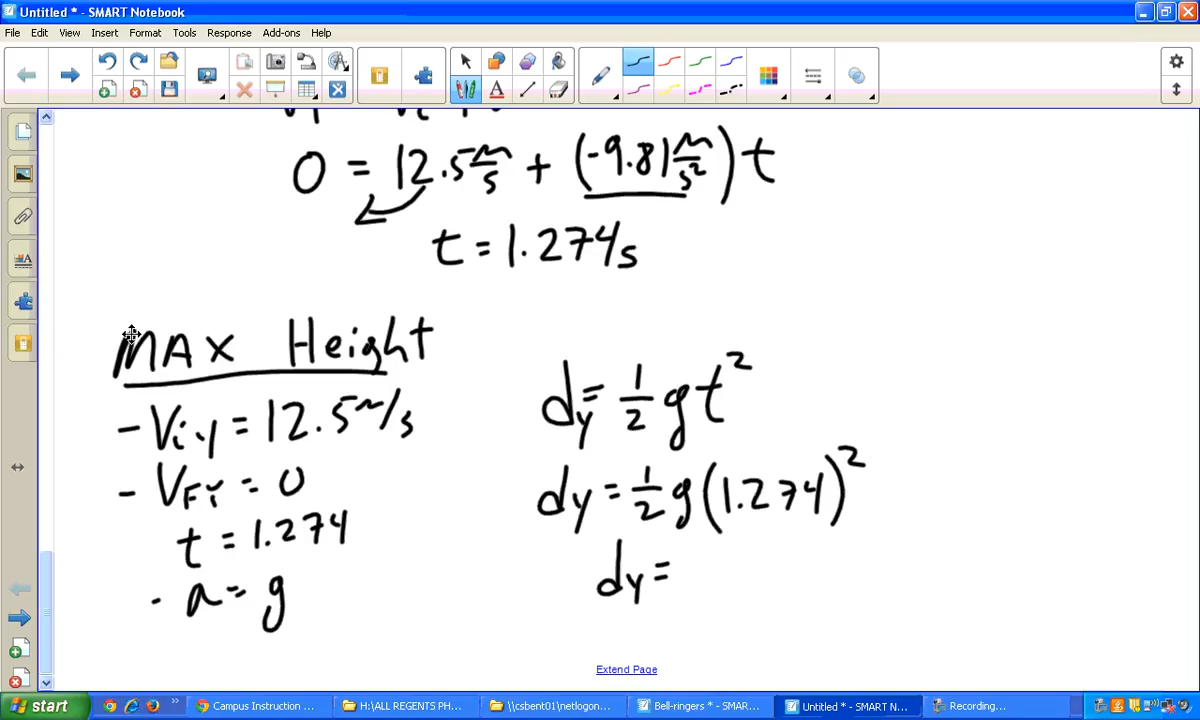 Untitled * - SMART Notebook
File Edit View Insert Format Tools Response Add-ons Help
0 = 12.5 m/s + (-9.81 m/s²) t
t = 1.274s
MAX Height
- Viy = 12.5 m/s
- VFY = 0
t = 1.274
- a = g
dy = 1/2 g t²
dy = 1/2 g (1.274)²
dy =
Extend Page
start
Campus Instruction ...
H:\ALL REGENTS PH...
\\csbent01\netlogon...
Bell-ringers * - SMAR...
Untitled * - SMART N...
Recording...